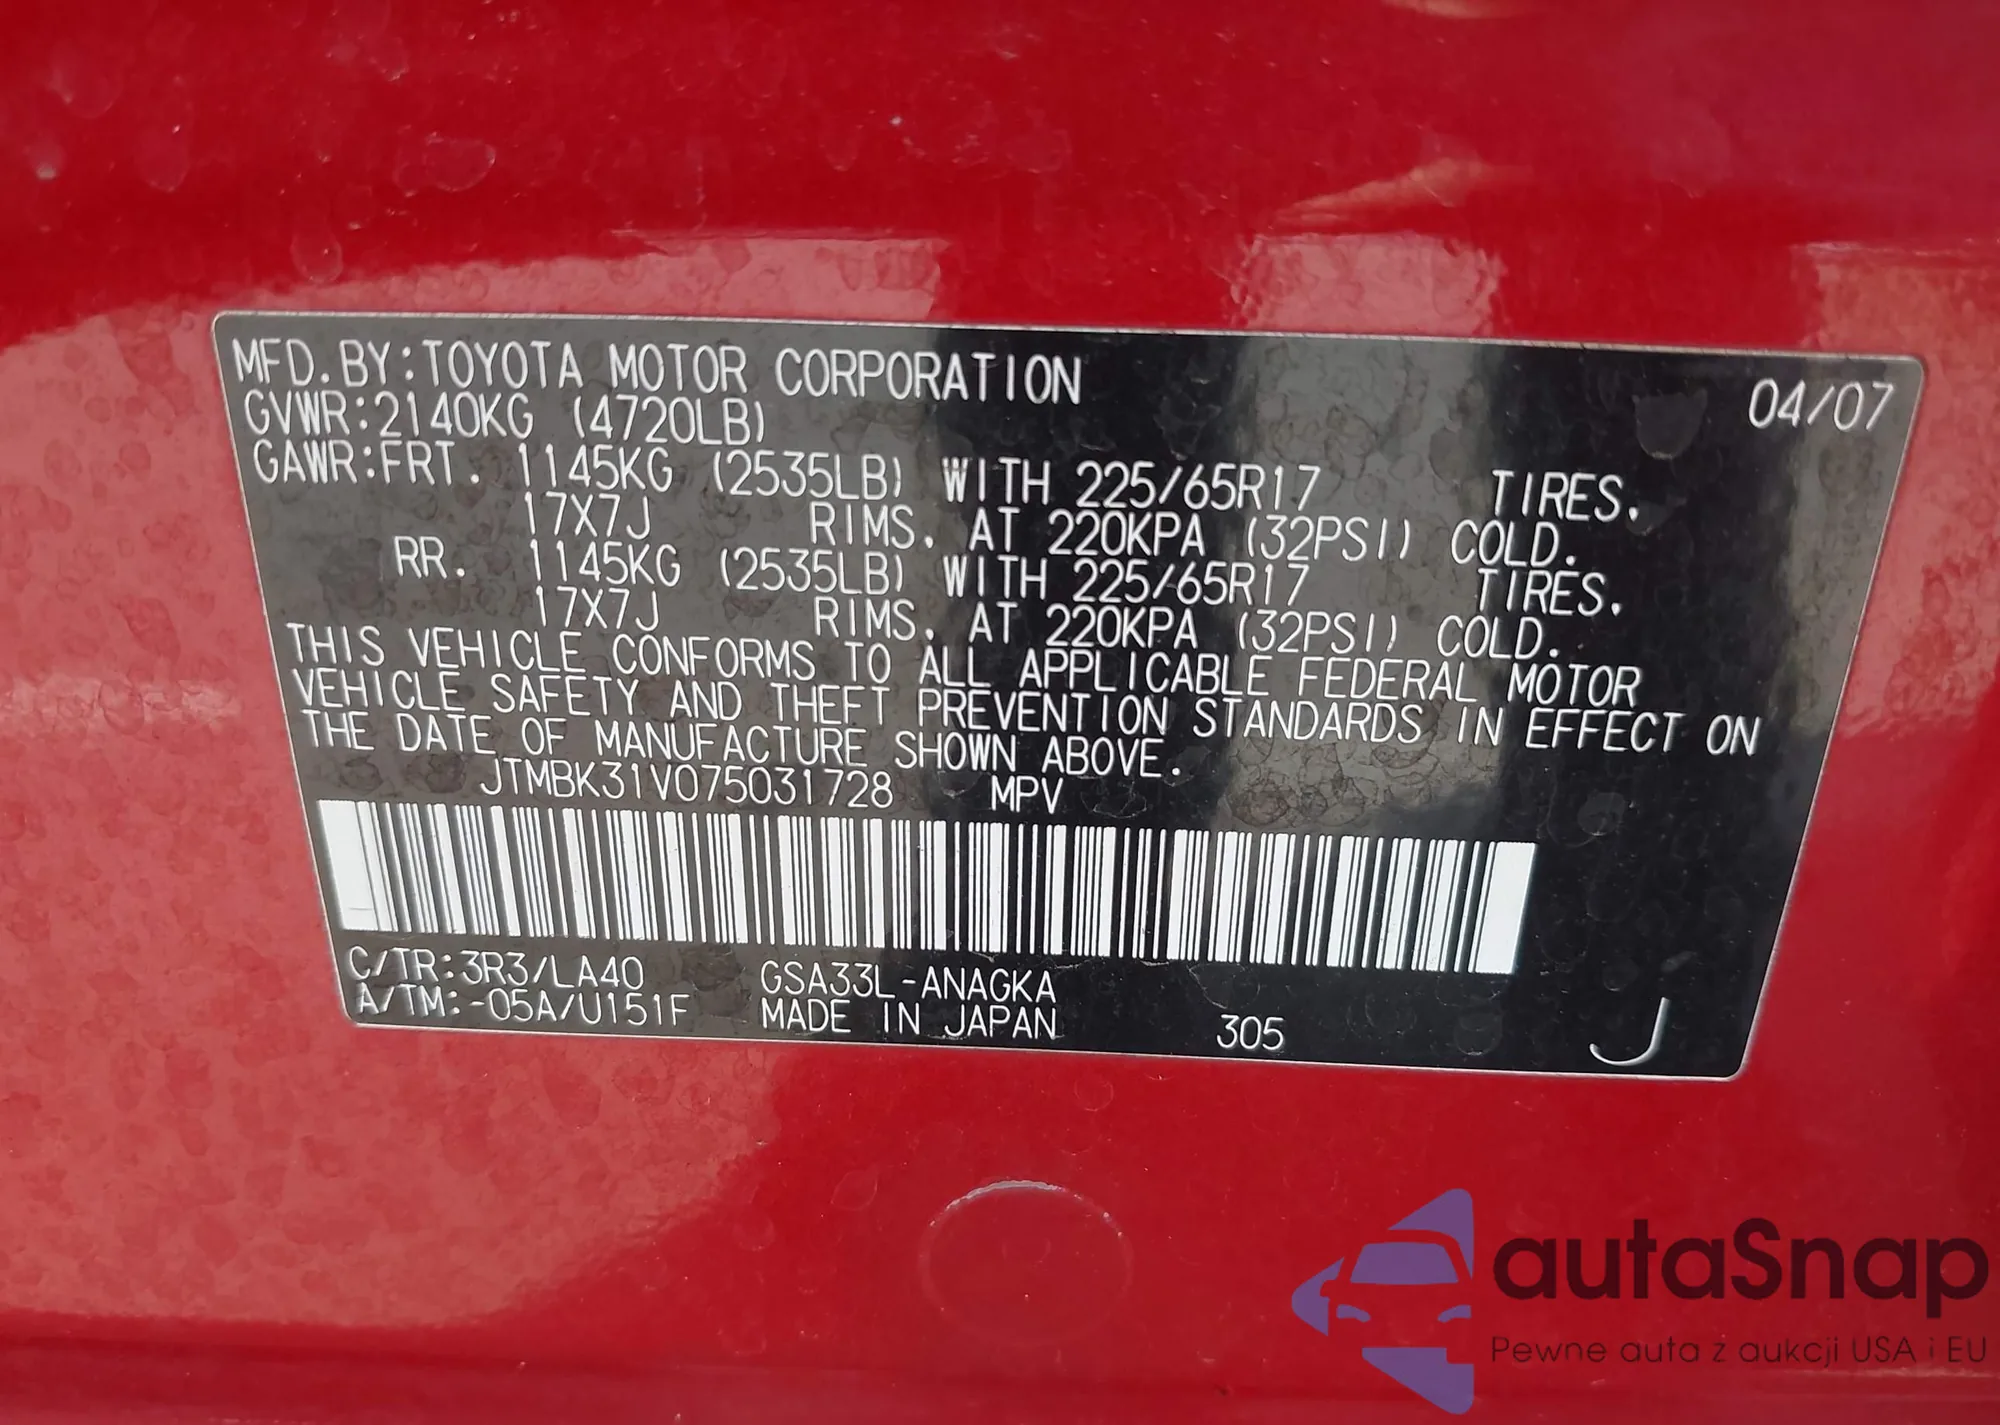 MFD.BY:TOYOTA MOTOR CORPORATION 04/07
GVWR:2140KG (4720LB)
GAWR:FRT. 1145KG (2535LB) WITH 225/65R17 TIRES.
17X7J RIMS. AT 220KPA (32PSI) COLD.
RR. 1145KG (2535LB) WITH 225/65R17 TIRES.
17X7J RIMS. AT 220KPA (32PSI) COLD.
THIS VEHICLE CONFORMS TO ALL APPLICABLE FEDERAL MOTOR
VEHICLE SAFETY AND THEFT PREVENTION STANDARDS IN EFFECT ON
THE DATE OF MANUFACTURE SHOWN ABOVE.
JTMBK31V075031728 MPV
C/TR:3R3/LA40 GSA33L-ANAGKA
A/TM:-05A/U151F MADE IN JAPAN 305 J
autaSnap
Pewne auta z aukcji USA i EU